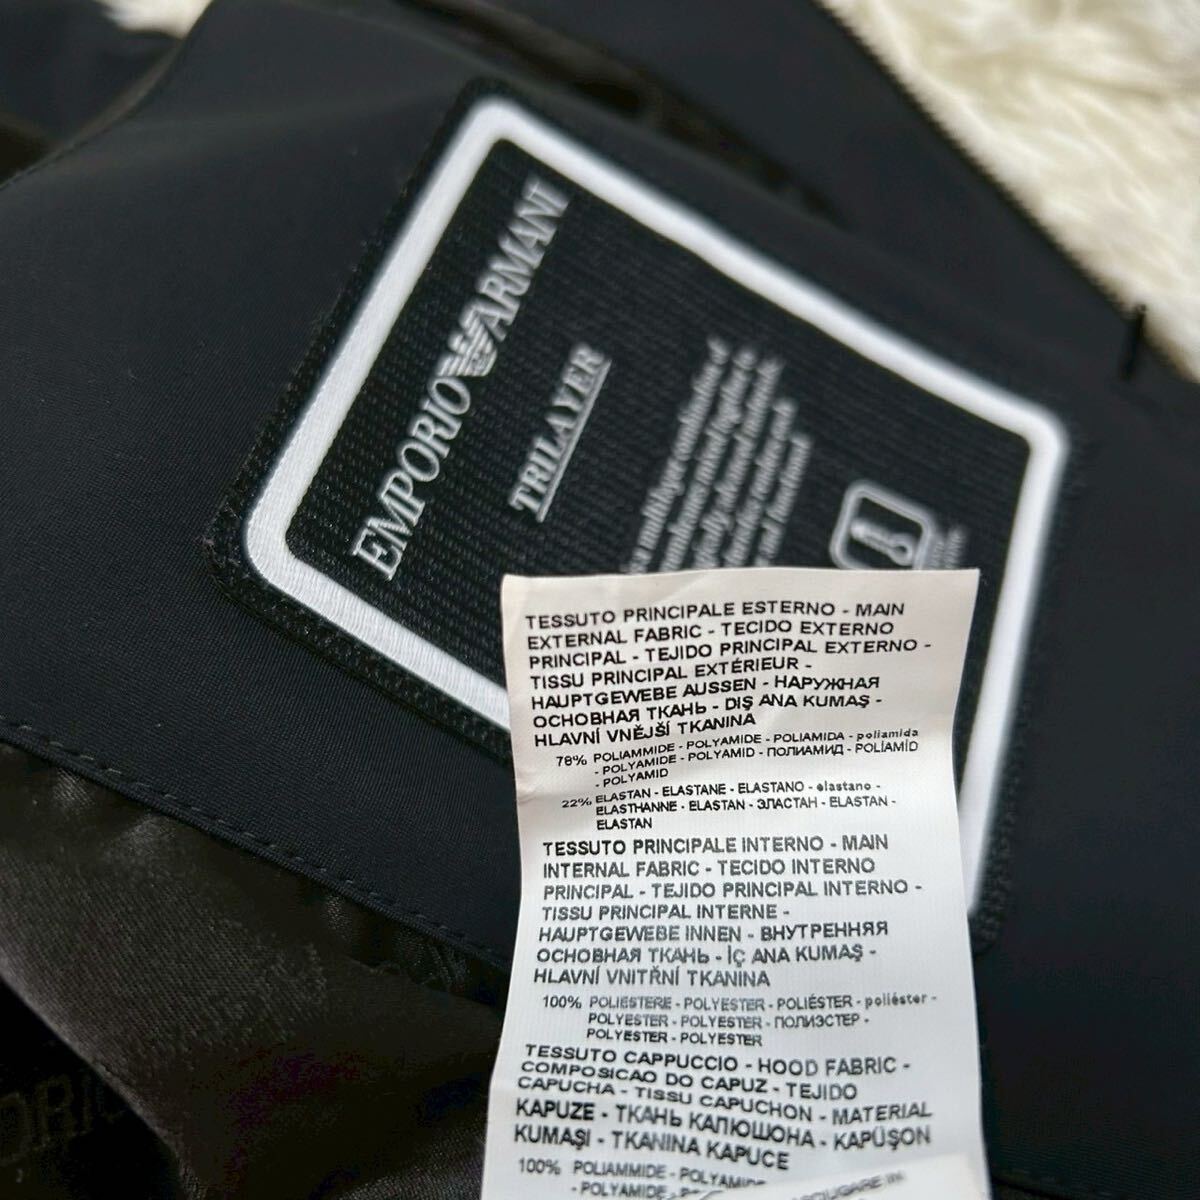 EMPORIO ARMANI
TRILAYER
TESSUTO PRINCIPALE ESTERNO - MAIN
EXTERNAL FABRIC - TECIDO EXTERNO
PRINCIPAL - TEJIDO PRINCIPAL EXTERNO -
TISSU PRINCIPAL EXTÉRIEUR -
HAUPTGEWEBE AUSSEN - НАРУЖНАЯ
ОСНОВНАЯ ТКАНЬ - DIŞ ANA KUMAŞ -
HLAVNÍ VNĚJŠÍ TKANINA
78% POLIAMMIDE - POLYAMIDE - POLIAMIDA - poliamida
- POLYAMIDE - POLYAMID - ПОЛИАМИД - POLÍAMÍD
- POLYAMID
22% ELASTAN - ELASTANE - ELASTANO - elastano -
ELASTHANNE - ELASTAN - ЭЛАСТАН - ELASTAN -
ELASTAN
TESSUTO PRINCIPALE INTERNO - MAIN
INTERNAL FABRIC - TECIDO INTERNO
PRINCIPAL - TEJIDO PRINCIPAL INTERNO -
TISSU PRINCIPAL INTERNE -
HAUPTGEWEBE INNEN - ВНУТРЕННЯЯ
ОСНОВНАЯ ТКАНЬ - İÇ ANA KUMAŞ -
HLAVNÍ VNITŘNÍ TKANINA
100% POLIESTERE - POLYESTER - POLIÉSTER - poliéster -
POLYESTER - POLYESTER - ПОЛИЭСТЕР -
POLYESTER - POLYESTER
TESSUTO CAPPUCCIO - HOOD FABRIC -
COMPOSICAO DO CAPUZ - TEJIDO
CAPUCHA - TISSU CAPUCHON - MATERIAL
KAPUZE - ТКАНЬ КАПЮШОНА - KAPÜŞON
KUMAŞI - TKANINA KAPUCE
100% POLIAMMIDE - POLYAMI
- POLYAMIDE